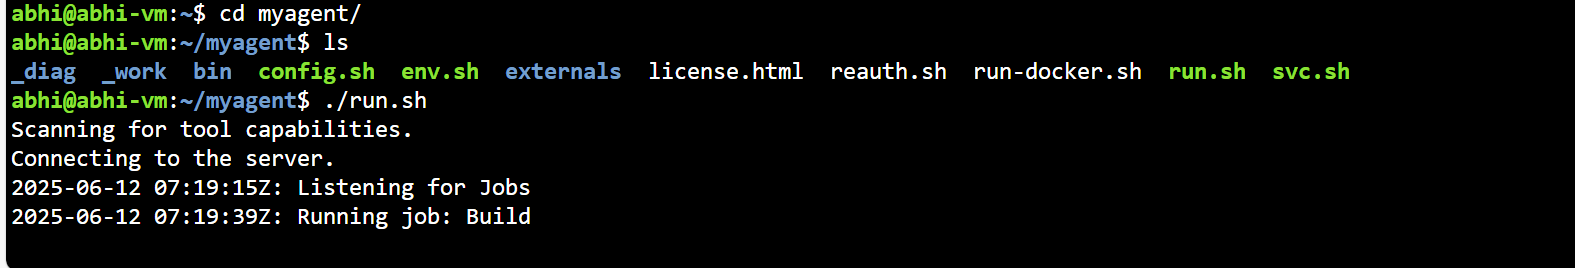 abhi@abhi-vm:~$ cd myagent/
abhi@abhi-vm:~/myagent$ ls
_diag  _work  bin  config.sh  env.sh  externals  license.html  reauth.sh  run-docker.sh  run.sh  svc.sh
abhi@abhi-vm:~/myagent$ ./run.sh
Scanning for tool capabilities.
Connecting to the server.
2025-06-12 07:19:15Z: Listening for Jobs
2025-06-12 07:19:39Z: Running job: Build